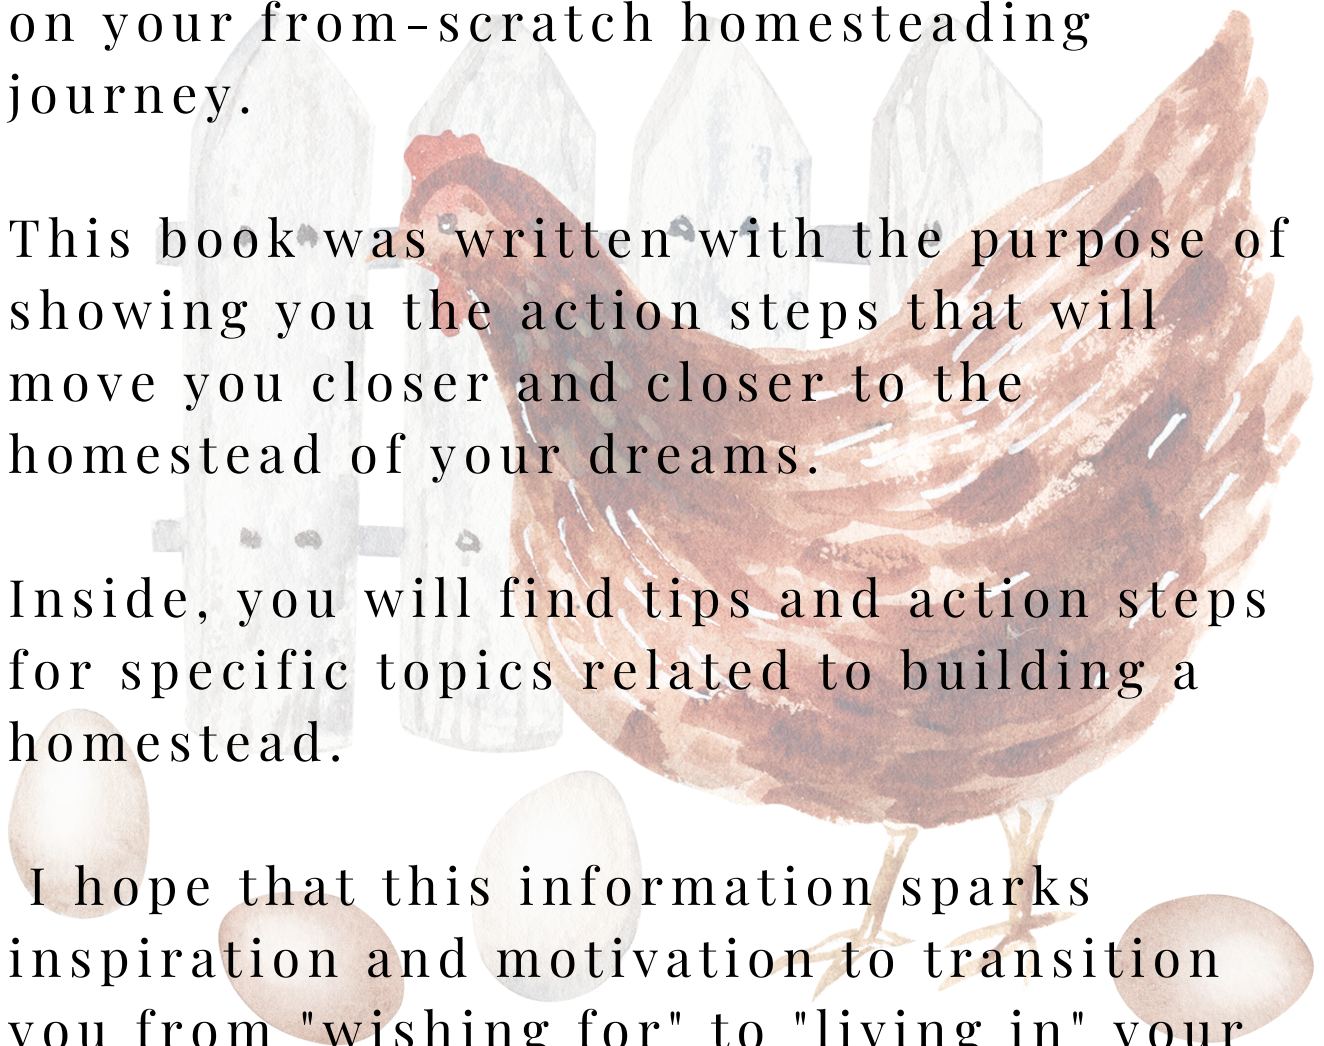 on your from-scratch homesteading
journey.
This book was written with the purpose of
showing you the action steps that will
move you closer and closer to the
homestead of your dreams.
Inside, you will find tips and action steps
for specific topics related to building a
homestead.
I hope that this information sparks
inspiration and motivation to transition
you from "wishing for" to "living in" your